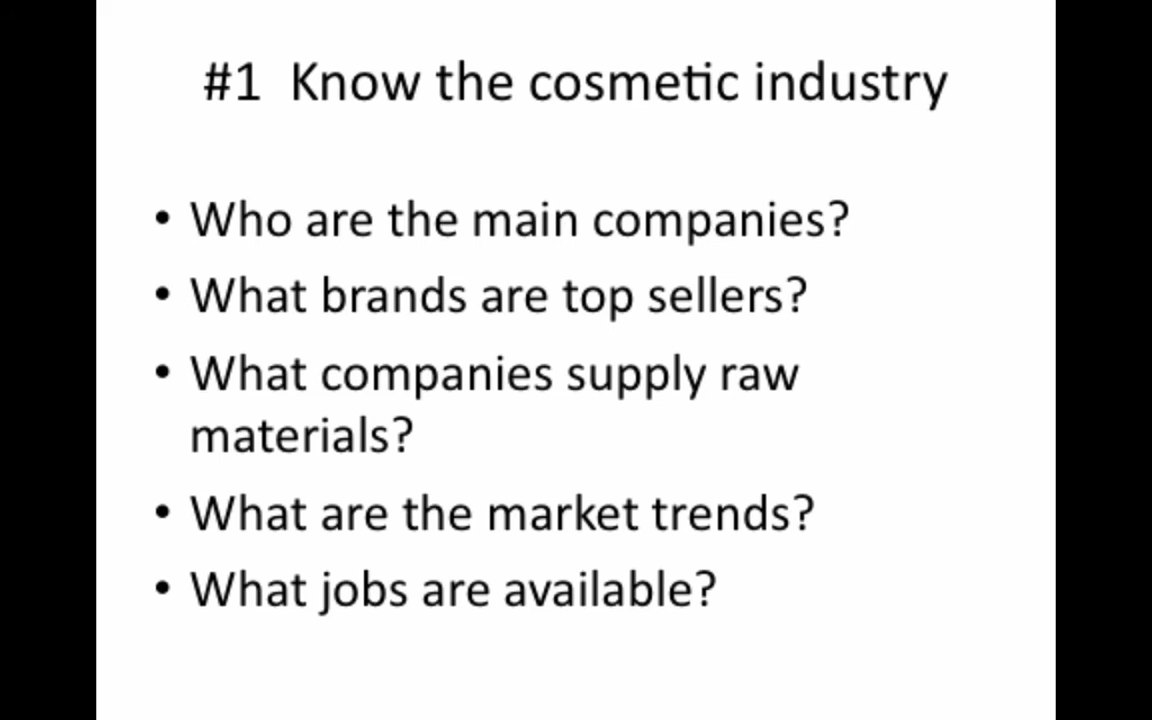 #1 Know the cosmetic industry
• Who are the main companies?
• What brands are top sellers?
• What companies supply raw
materials?
• What are the market trends?
• What jobs are available?